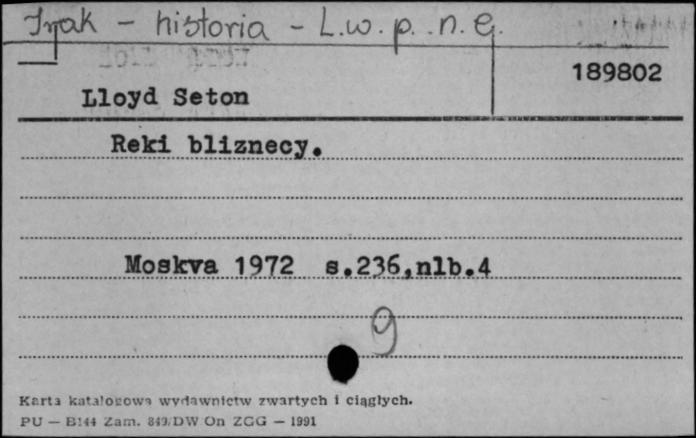 Irak - historia - L.w. p. n. e.
189802
Lloyd Seton
Reki bliznecy.
Moskva 1972 s.236,nlb.4
9
Karta katalogowa wydawnictw zwartych i ciągłych.
PU — B144 Zam. 849/DW On ZGG — 1991